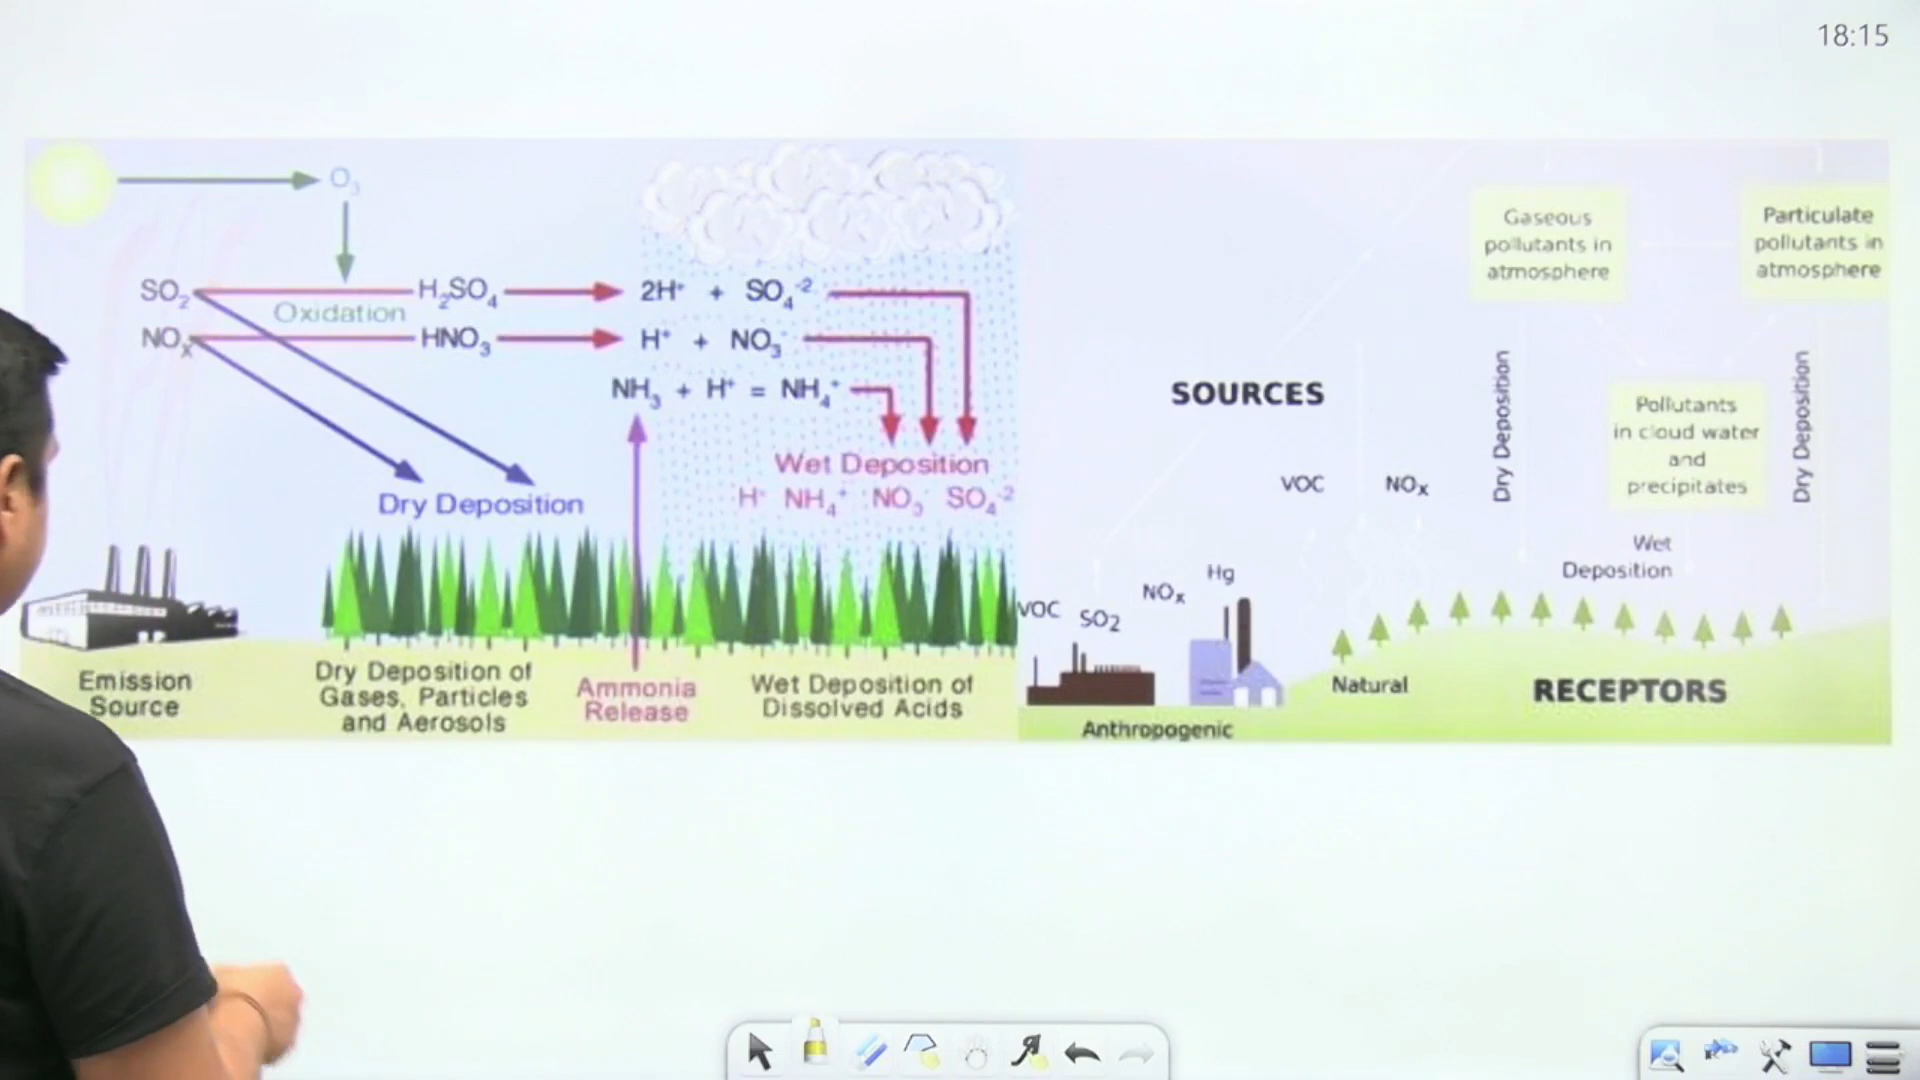 18:15
O₃
SO₂
Oxidation
H₂SO₄
2H⁺ + SO₄⁻²
NOₓ
HNO₃
H⁺ + NO₃⁻
NH₃ + H⁺ = NH₄⁺
Wet Deposition
H⁺ NH₄⁺ NO₃⁻ SO₄⁻²
Dry Deposition
Emission
Source
Dry Deposition of
Gases, Particles
and Aerosols
Ammonia
Release
Wet Deposition of
Dissolved Acids
Gaseous
pollutants in
atmosphere
Particulate
pollutants in
atmosphere
SOURCES
Dry Deposition
Pollutants
in cloud water
and
precipitates
Dry Deposition
VOC NOₓ
Wet
Deposition
VOC
SO₂
NOₓ
Hg
Natural
RECEPTORS
Anthropogenic